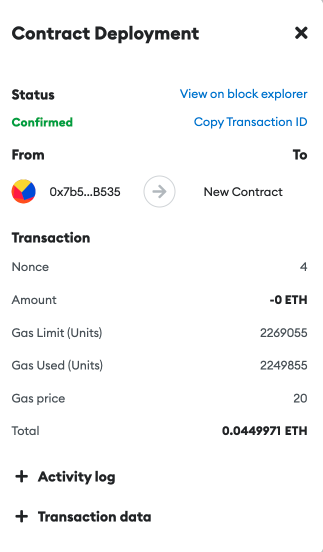 Contract Deployment
Status View on block explorer
Confirmed Copy Transaction ID
From To
0x7b5...B535 New Contract
Transaction
Nonce 4
Amount -0 ETH
Gas Limit (Units) 2269055
Gas Used (Units) 2249855
Gas price 20
Total 0.0449971 ETH
+ Activity log
+ Transaction data